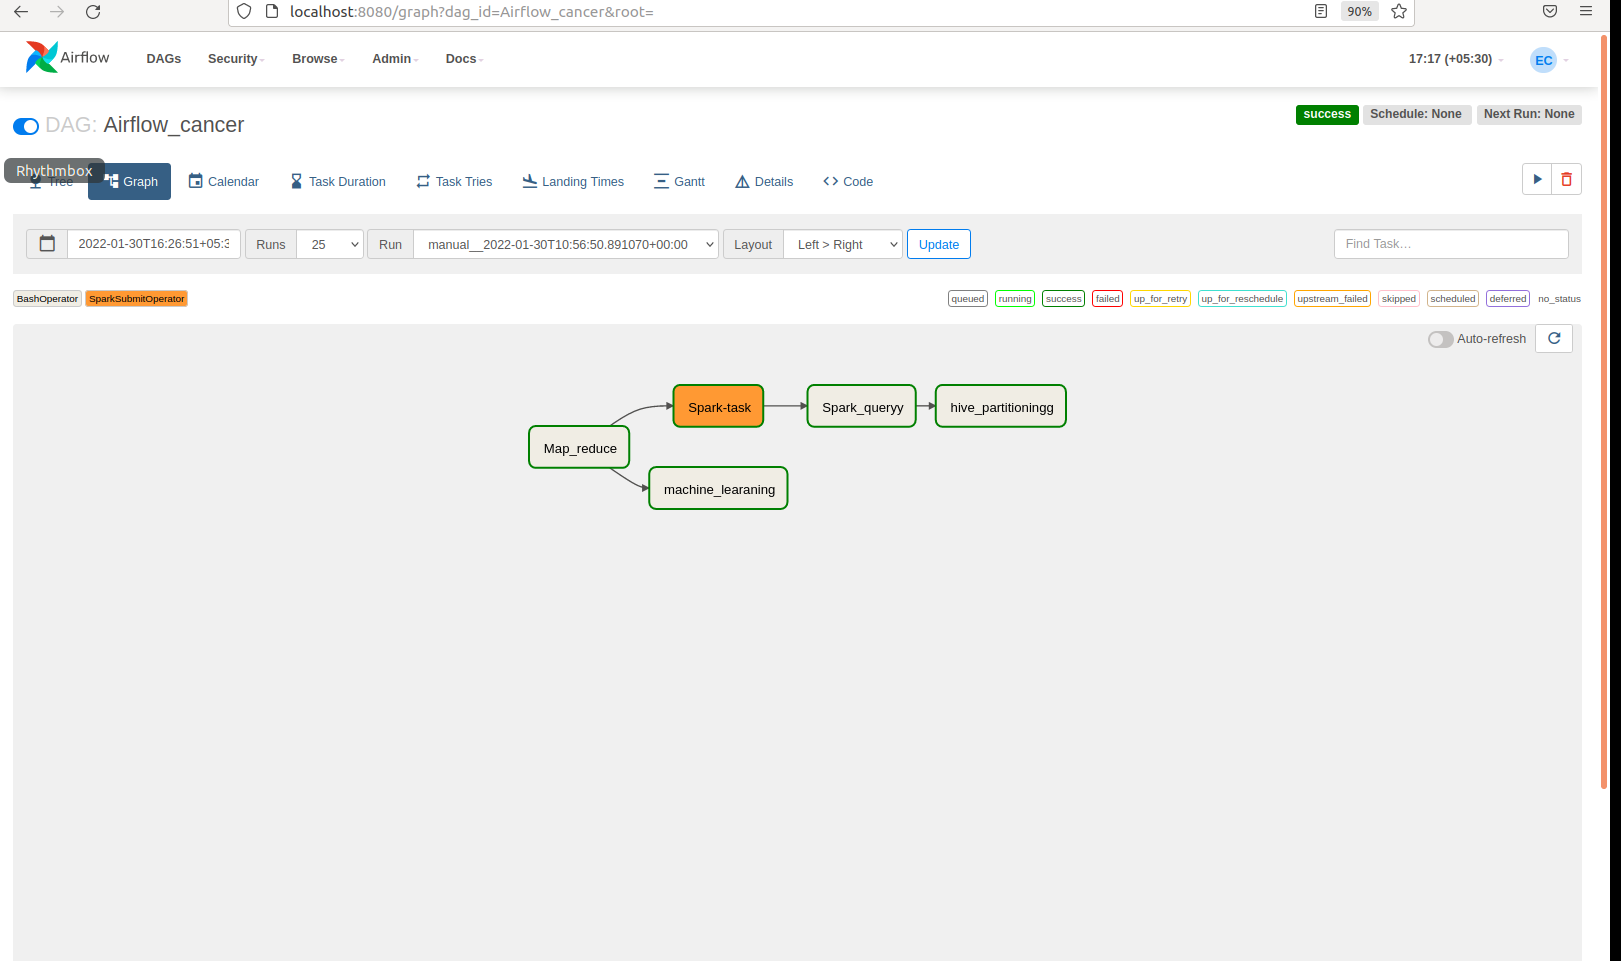 localhost:8080/graph?dag_id=Airflow_cancer&root=
90%
Airflow
DAGs Security Browse Admin Docs
17:17 (+05:30)
EC
DAG: Airflow_cancer
success
Schedule: None
Next Run: None
Rhythmbox
Tree
Graph
Calendar
Task Duration
Task Tries
Landing Times
Gantt
Details
Code
2022-01-30T16:26:51+05:3
Runs
25
Run
manual__2022-01-30T10:56:50.891070+00:00
Layout
Left > Right
Update
Find Task…
BashOperator
SparkSubmitOperator
queued
running
success
failed
up_for_retry
up_for_reschedule
upstream_failed
skipped
scheduled
deferred
no_status
Auto-refresh
Spark-task
Spark_queryy
hive_partitioningg
Map_reduce
machine_learaning